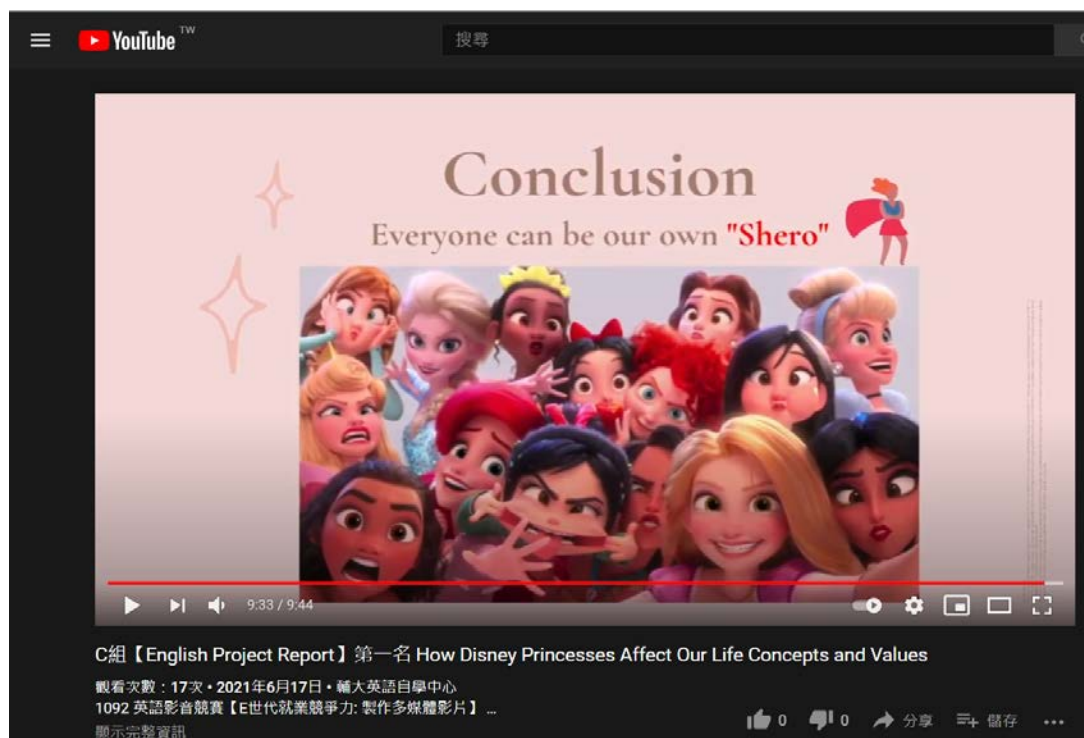 YouTube TW
搜尋
Conclusion
Everyone can be our own "Shero"
9:33 / 9:44
C組【English Project Report】第一名 How Disney Princesses Affect Our Life Concepts and Values
觀看次數：17次 • 2021年6月17日 • 輔大英語自學中心
1092 英語影音競賽【E世代就業競爭力: 製作多媒體影片】 ...
顯示完整資訊
0 0 分享 儲存